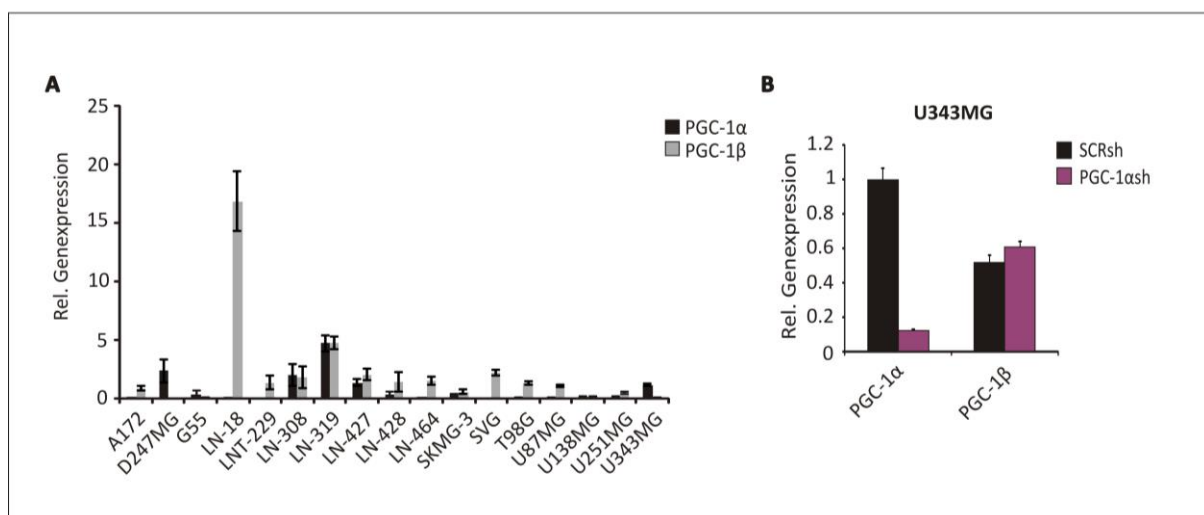 A
25
20
15
10
5
0
Rel. Genexpression
PGC-1α
PGC-1β
A172
D247MG
G55
LN-18
LNT-229
LN-308
LN-319
LN-427
LN-428
LN-464
SKMG-3
SVG
T98G
U87MG
U138MG
U251MG
U343MG
B
U343MG
1.2
1
0.8
0.6
0.4
0.2
0
Rel. Genexpression
SCRsh
PGC-1αsh
PGC-1α
PGC-1β